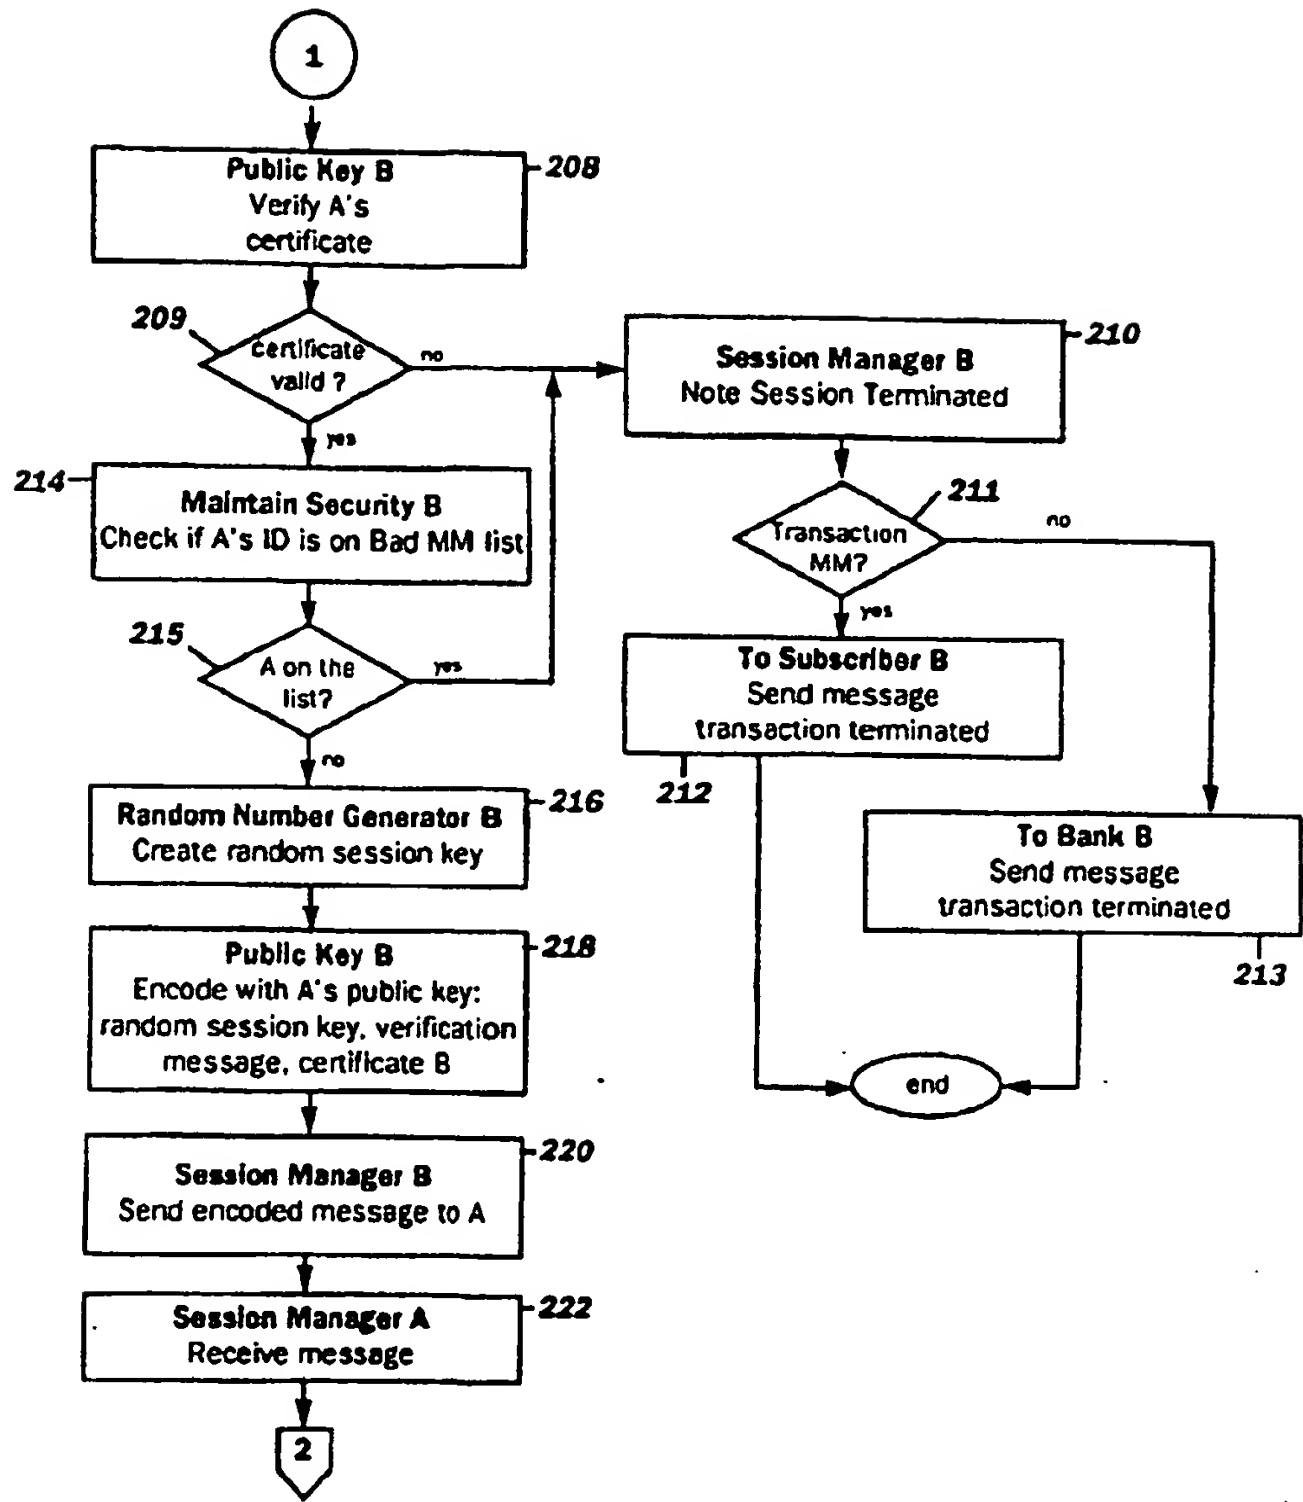 1
Public Key B
Verify A's
certificate
208
209
certificate
valid ?
no
yes
Session Manager B
Note Session Terminated
210
214
Maintain Security B
Check if A's ID is on Bad MM list
211
Transaction
MM?
no
yes
215
A on the
list?
yes
no
To Subscriber B
Send message
transaction terminated
212
Random Number Generator B
Create random session key
216
To Bank B
Send message
transaction terminated
213
Public Key B
Encode with A's public key:
random session key, verification
message, certificate B
218
end
Session Manager B
Send encoded message to A
220
Session Manager A
Receive message
222
2